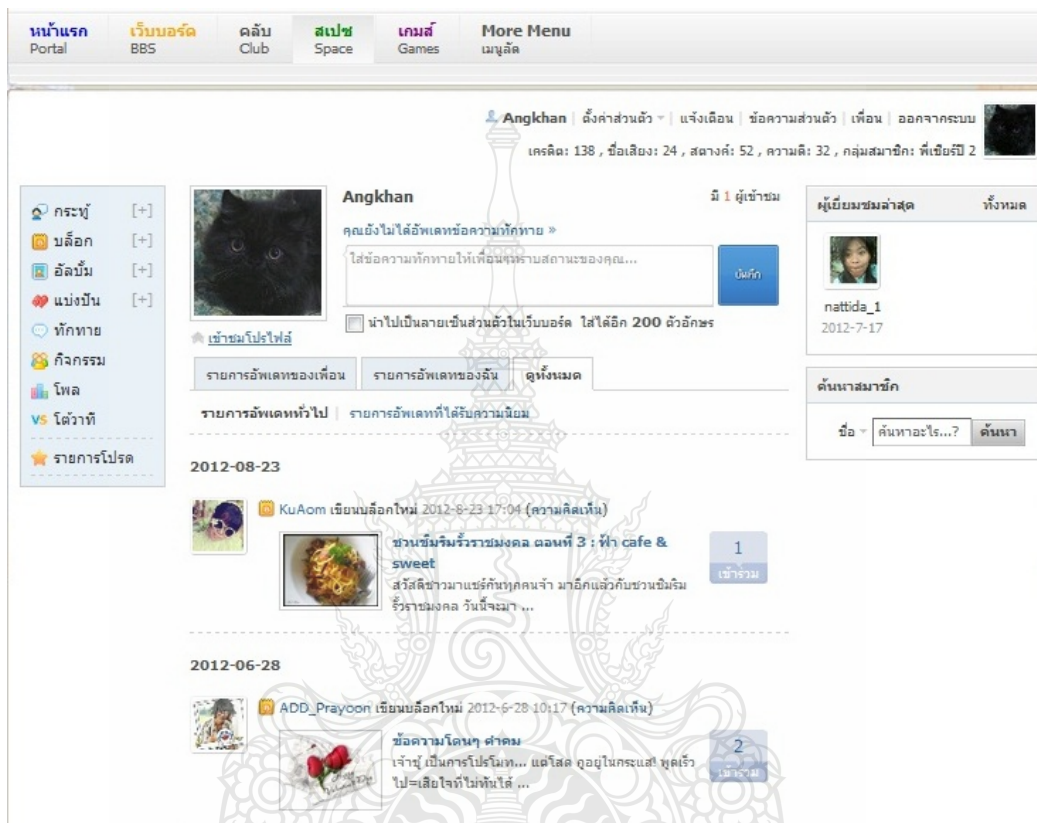 หน้าแรก เว็บบอร์ด คลับ สเปซ เกมส์ More Menu
Portal BBS Club Space Games เมนูลัด
Angkhan | ตั้งค่าส่วนตัว | แจ้งเตือน | ข้อความส่วนตัว | เพื่อน | ออกจากระบบ
เครดิต: 138 , ชื่อเสียง: 24 , สตางค์: 52 , ความดี: 32 , กลุ่มสมาชิก: พี่เชียร์ปี 2
กระทู้ [+]
บล็อก [+]
อัลบั้ม [+]
แบ่งปัน [+]
ทักทาย
กิจกรรม
โพล
vs โต้วาที
รายการโปรด
Angkhan มี 1 ผู้เข้าชม
คุณยังไม่ได้อัพเดทข้อความทักทาย »
ใส่ข้อความทักทายให้เพื่อนๆทราบสถานะของคุณ...
บันทึก
นำไปเป็นลายเซ็นส่วนตัวในเว็บบอร์ด ใส่ได้อีก 200 ตัวอักษร
เข้าชมโปรไฟล์
รายการอัพเดทของเพื่อน รายการอัพเดทของฉัน ดูทั้งหมด
รายการอัพเดททั่วไป | รายการอัพเดทที่ได้รับความนิยม
2012-08-23
KuAom เขียนบล็อกใหม่ 2012-8-23 17:04 (ความคิดเห็น)
ชวนชิมริมรั้วราชมงคล ตอนที่ 3 : ฟ้า cafe &
sweet
สวัสดีชาวมาแชร์กันทุกคนจ้า มาอีกแล้วกับชวนชิมริม
รั้วราชมงคล วันนี้จะมา ...
1
เข้าร่วม
2012-06-28
ADD_Prayoon เขียนบล็อกใหม่ 2012-6-28 10:17 (ความคิดเห็น)
ข้อความโดนๆ คำคม
เจ้าชู้ เป็นการโปรโมท... แต่โสด ภูอยู่ในกระแส! พูดเร็ว
ไป=เสียใจที่ไม่ทันได้ ...
2
เข้าร่วม
ผู้เยี่ยมชมล่าสุด ทั้งหมด
nattida_1
2012-7-17
ค้นหาสมาชิก
ชื่อ ค้นหาอะไร...? ค้นหา